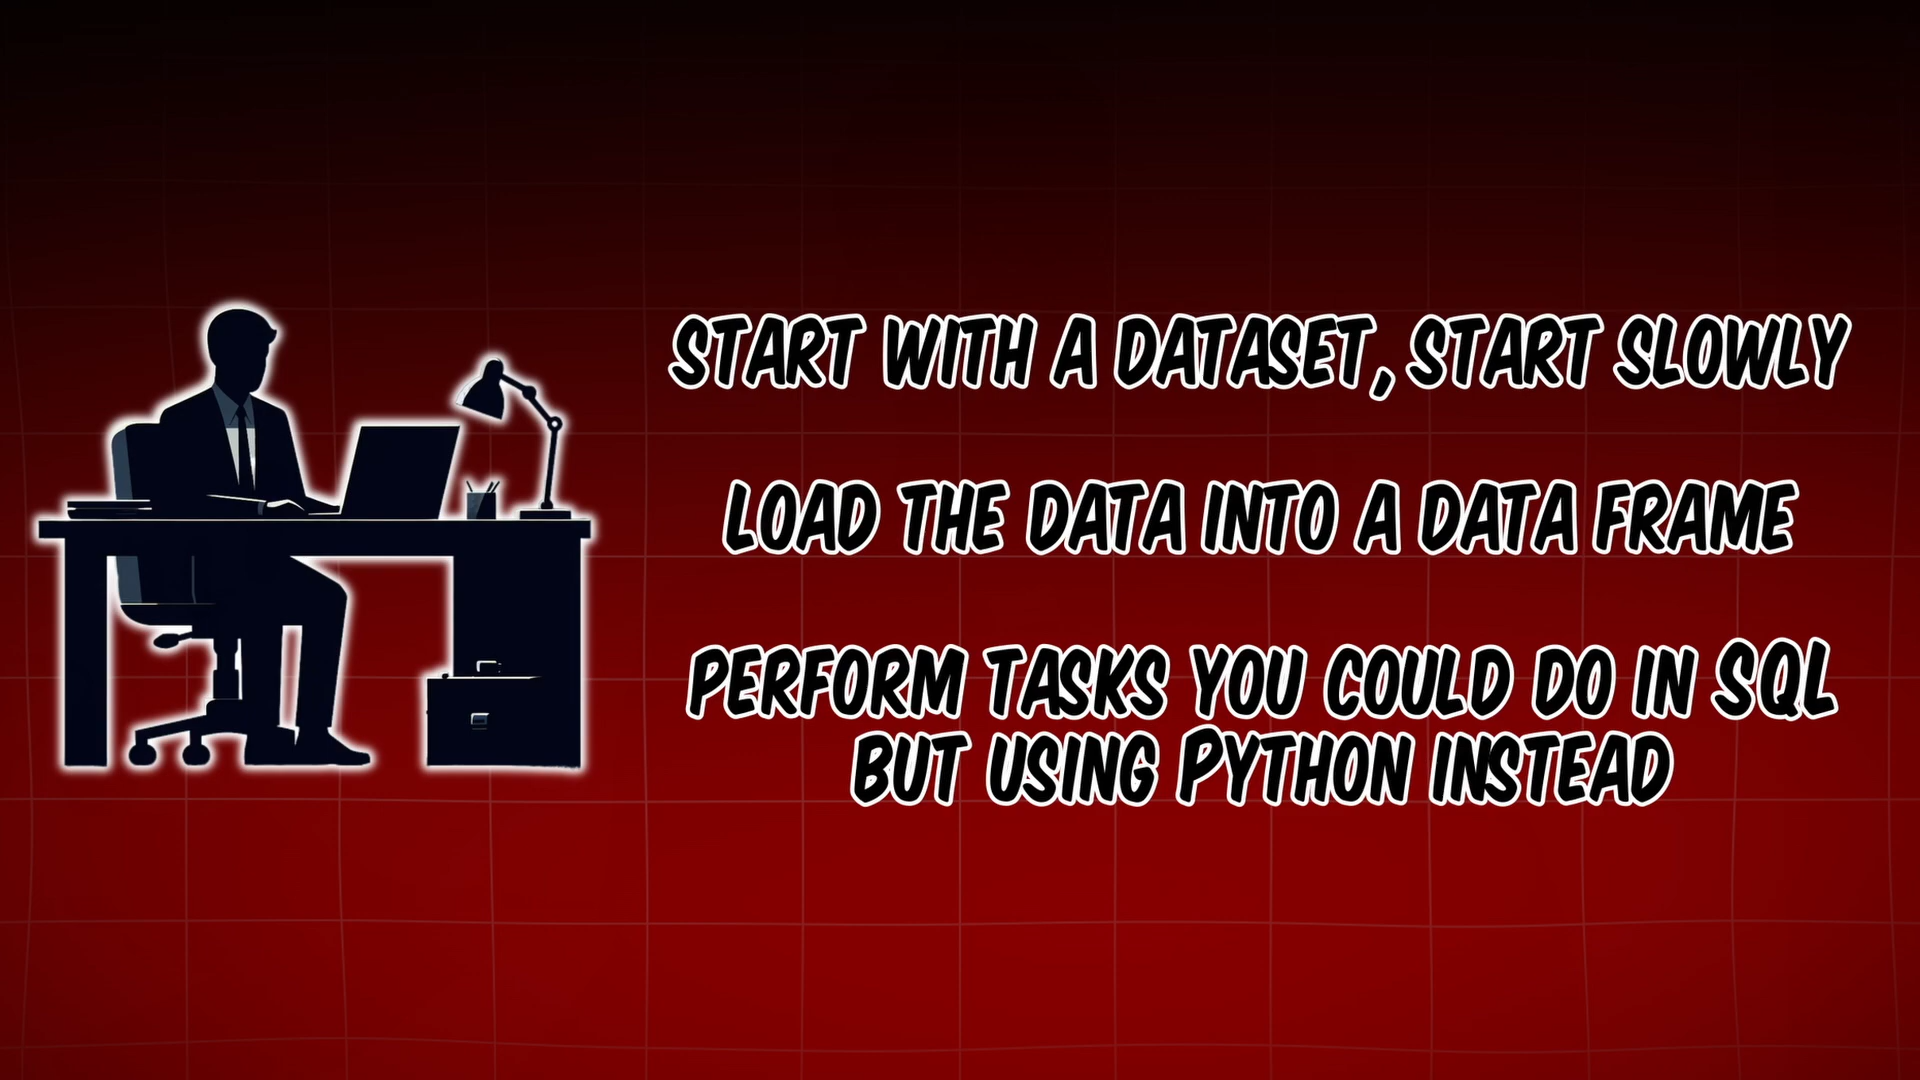 START WITH A DATASET, START SLOWLY
LOAD THE DATA INTO A DATA FRAME
PERFORM TASKS YOU COULD DO IN SQL
BUT USING PYTHON INSTEAD